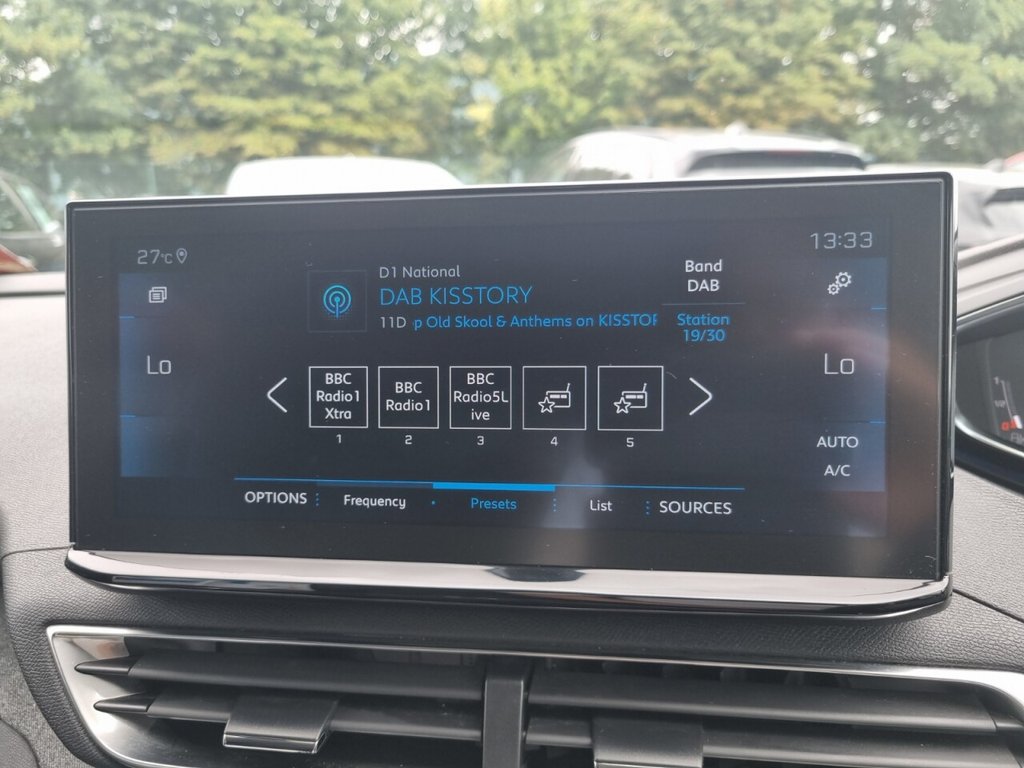 27°C
13:33
D1 National
DAB KISSTORY
11D p Old Skool & Anthems on KISSTOF
Band
DAB
Station
19/30
Lo
Lo
BBC
Radio1
Xtra
1
BBC
Radio1
2
BBC
Radio5L
ive
3
4
5
AUTO
A/C
OPTIONS
Frequency
Presets
List
SOURCES